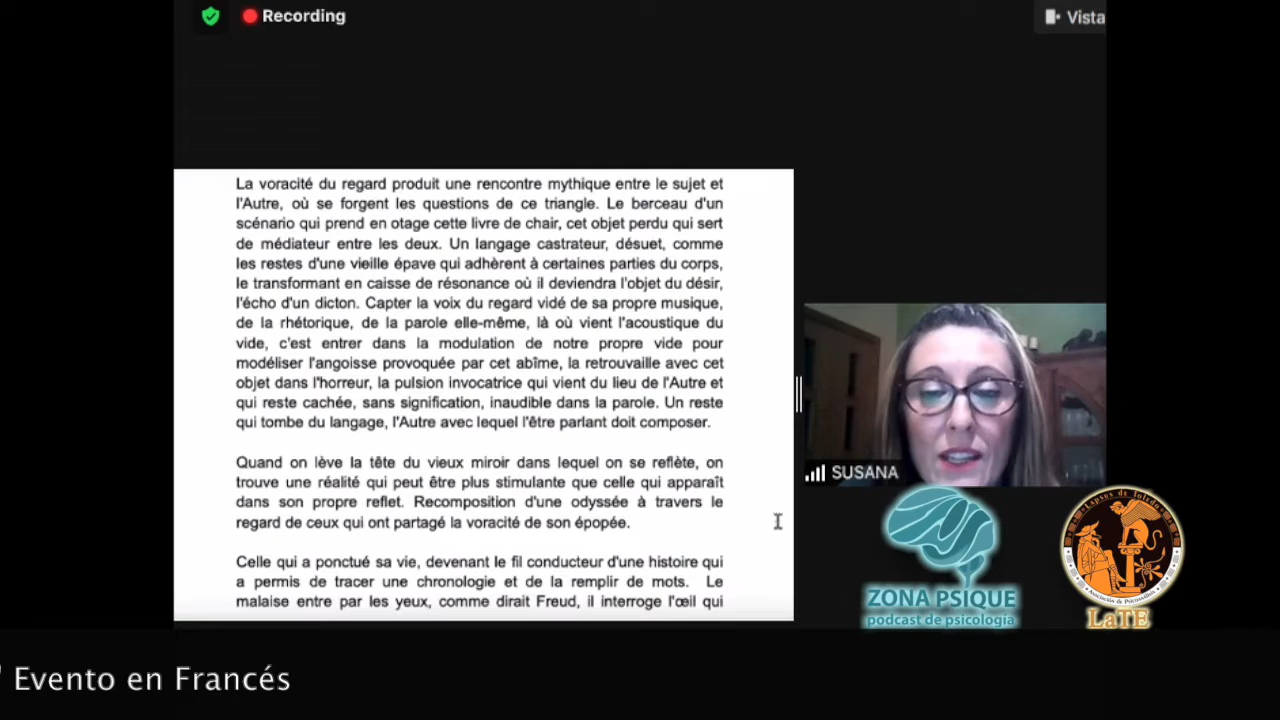 Recording
Vista
La voracité du regard produit une rencontre mythique entre le sujet et
l'Autre, où se forgent les questions de ce triangle. Le berceau d'un
scénario qui prend en otage cette livre de chair, cet objet perdu qui sert
de médiateur entre les deux. Un langage castrateur, désuet, comme
les restes d'une vieille épave qui adhèrent à certaines parties du corps,
le transformant en caisse de résonance où il deviendra l'objet du désir,
l'écho d'un dicton. Capter la voix du regard vidé de sa propre musique,
de la rhétorique, de la parole elle-même, là où vient l'acoustique du
vide, c'est entrer dans la modulation de notre propre vide pour
modéliser l'angoisse provoquée par cet abîme, la retrouvaille avec cet
objet dans l'horreur, la pulsion invocatrice qui vient du lieu de l'Autre et
qui reste cachée, sans signification, inaudible dans la parole. Un reste
qui tombe du langage, l'Autre avec lequel l'être parlant doit composer.
Quand on lève la tête du vieux miroir dans lequel on se reflète, on
trouve une réalité qui peut être plus stimulante que celle qui apparaît
dans son propre reflet. Recomposition d'une odyssée à travers le
regard de ceux qui ont partagé la voracité de son épopée.
Celle qui a ponctué sa vie, devenant le fil conducteur d'une histoire qui
a permis de tracer une chronologie et de la remplir de mots. Le
malaise entre par les yeux, comme dirait Freud, il interroge l'œil qui
SUSANA
ZONA PSIQUE
podcast de psicología
Lapsus de Toledo
Asociación de Psicoanálisis
LaTE
Evento en Francés